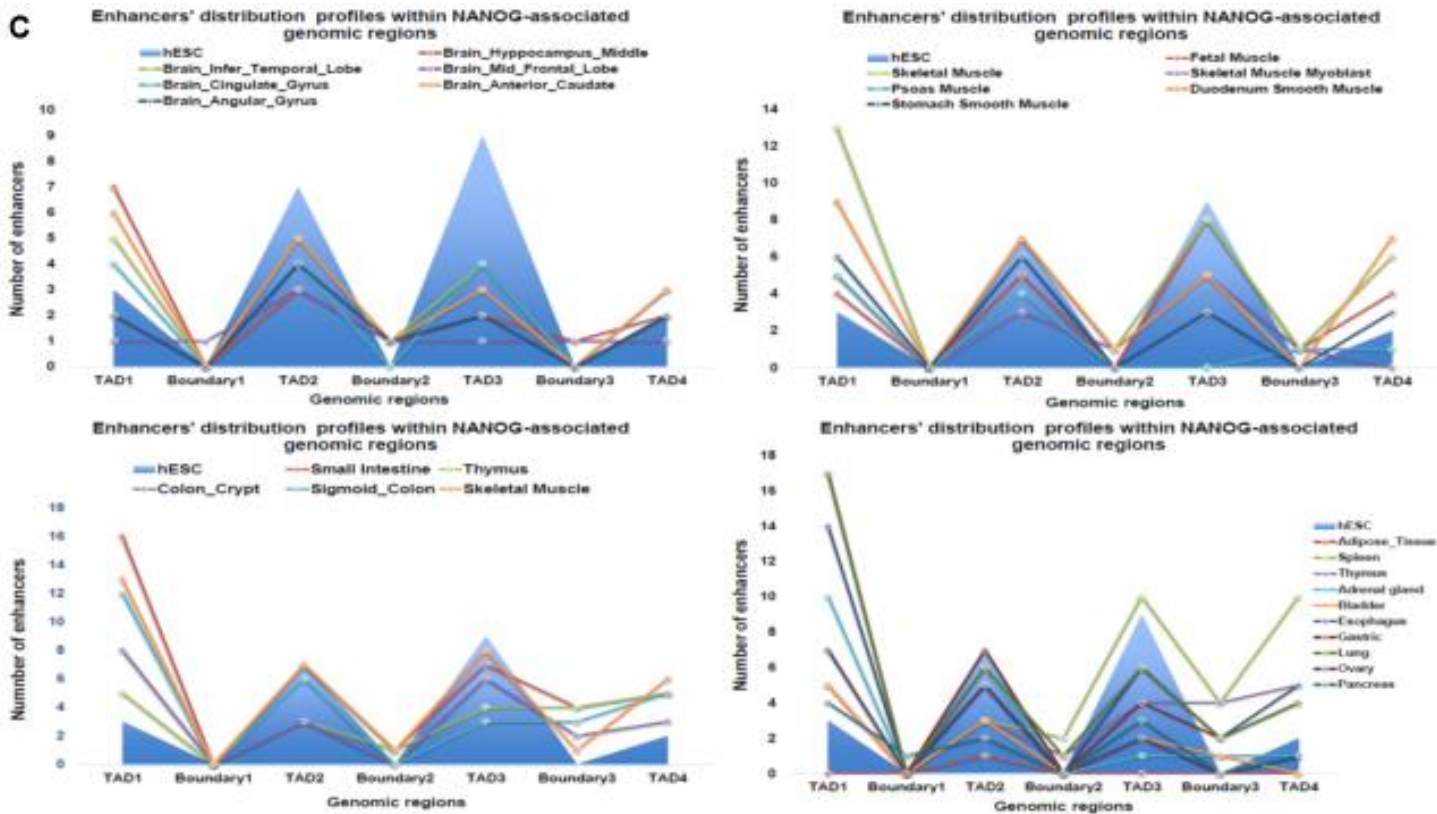 C
Enhancers' distribution profiles within NANOG-associated
genomic regions
hESC
Brain_Hyppocampus_Middle
Brain_Infer_Temporal_Lobe
Brain_Mid_Frontal_Lobe
Brain_Cingulate_Gyrus
Brain_Anterior_Caudate
Brain_Angular_Gyrus
Number of enhancers
10
9
8
7
6
5
4
3
2
1
0
TAD1 Boundary1 TAD2 Boundary2 TAD3 Boundary3 TAD4
Genomic regions
Enhancers' distribution profiles within NANOG-associated
genomic regions
hESC
Fetal Muscle
Skeletal Muscle
Skeletal Muscle Myoblast
Psoas Muscle
Duodenum Smooth Muscle
Stomach Smooth Muscle
Number of enhancers
14
12
10
8
6
4
2
0
TAD1 Boundary1 TAD2 Boundary2 TAD3 Boundary3 TAD4
Genomic regions
Enhancers' distribution profiles within NANOG-associated
genomic regions
hESC Small Intestine Thymus
Colon_Crypt Sigmoid_Colon Skeletal Muscle
Numnber of enhancers
18
16
14
12
10
8
6
4
2
0
TAD1 Boundary1 TAD2 Boundary2 TAD3 Boundary3 TAD4
Genomic regions
Enhancers' distribution profiles within NANOG-associated
genomic regions
Number of enhancers
18
16
14
12
10
8
6
4
2
0
TAD1 Boundary1 TAD2 Boundary2 TAD3 Boundary3 TAD4
Genomic regions
hESC
Adipose_Tissue
Spleen
Thymus
Adrenal gland
Bladder
Esophagus
Gastric
Lung
Ovary
Pancreas